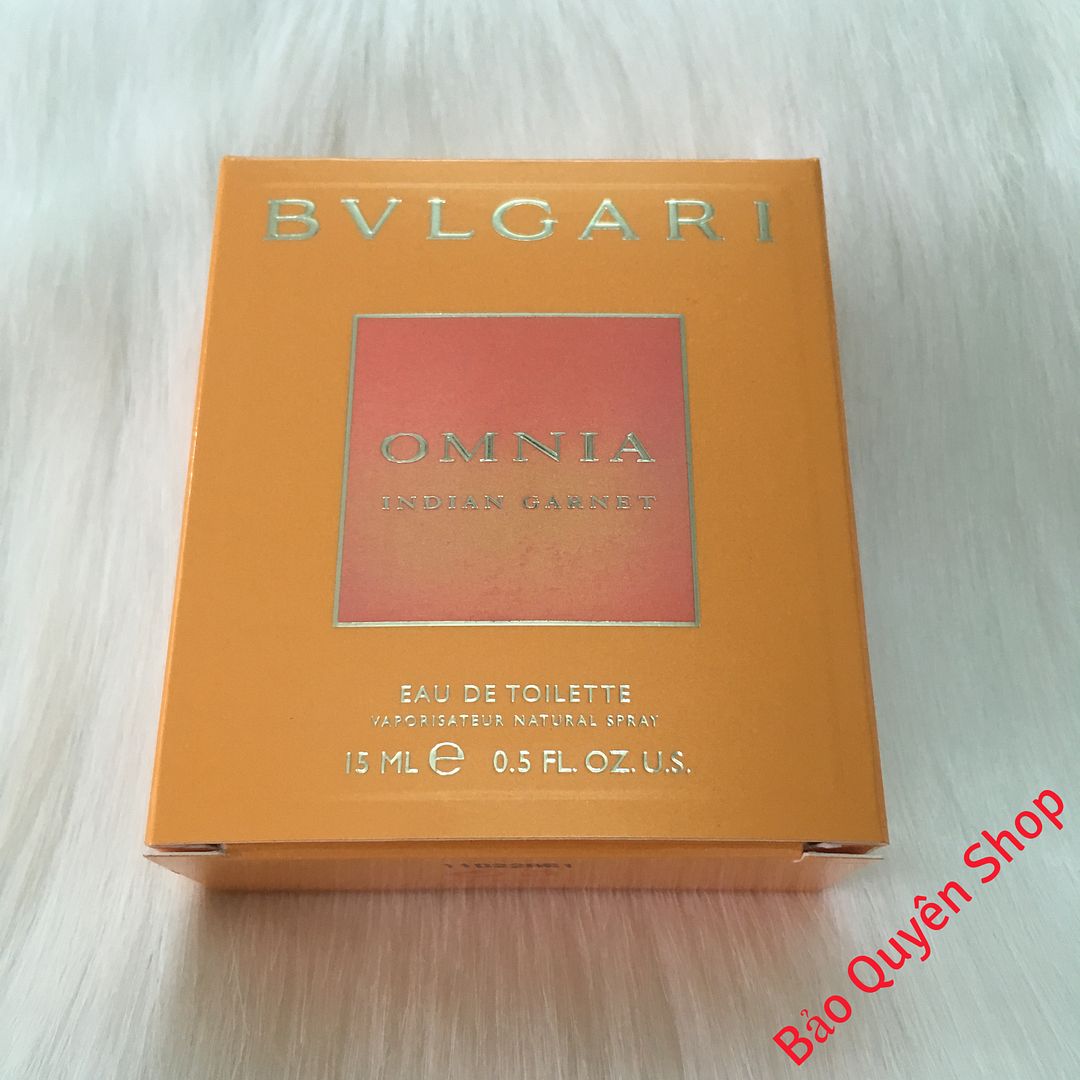 BVLGARI
OMNIA
INDIAN GARNET
EAU DE TOILETTE
VAPORISATEUR NATURAL SPRAY
15 ML e 0.5 FL. OZ. U.S.
Bảo Quyên Shop